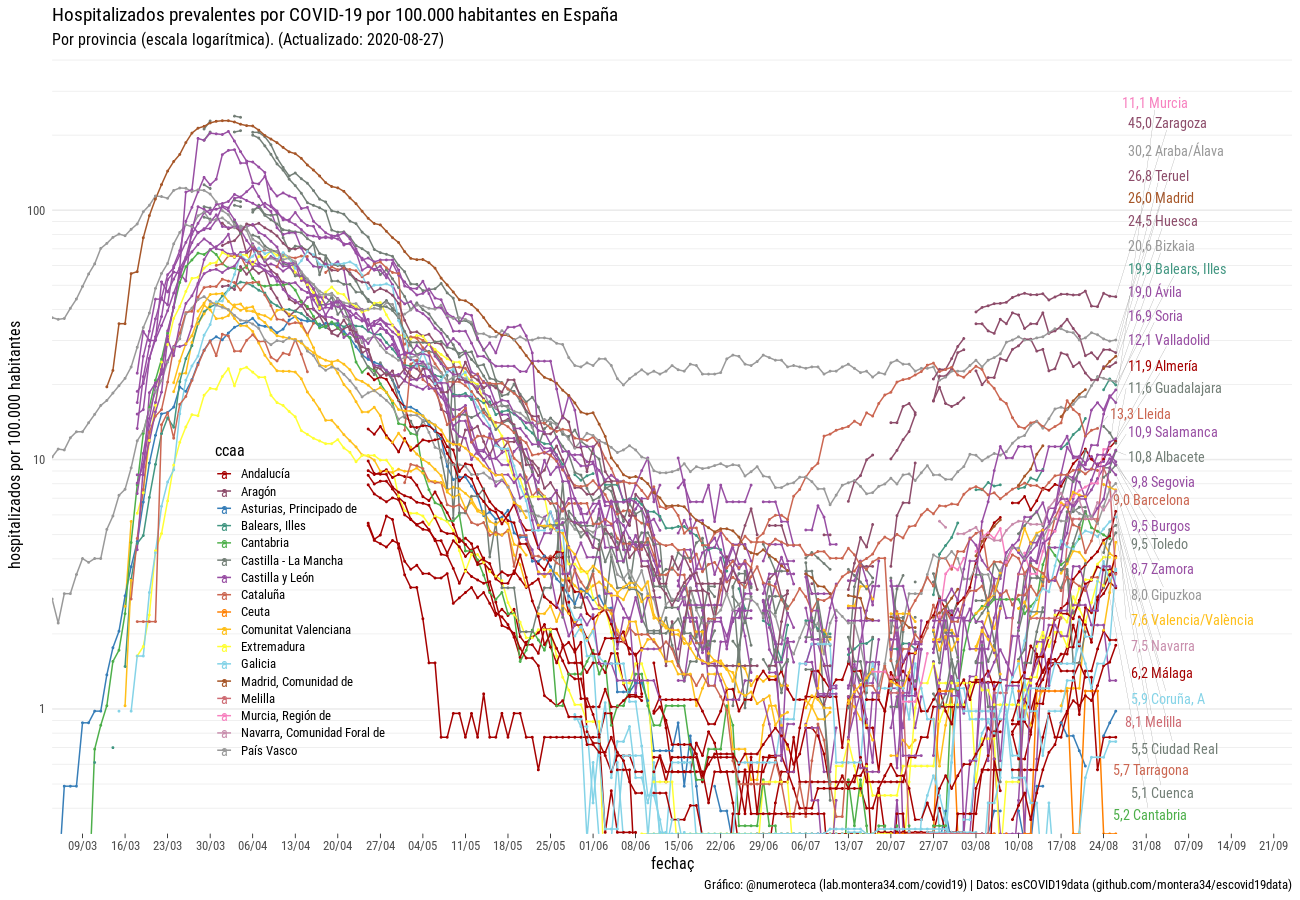 Hospitalizados prevalentes por COVID-19 por 100.000 habitantes en España
Por provincia (escala logarítmica). (Actualizado: 2020-08-27)
hospitalizados por 100.000 habitantes
100
10
1
ccaa
Andalucía
Aragón
Asturias, Principado de
Balears, Illes
Cantabria
Castilla - La Mancha
Castilla y León
Cataluña
Ceuta
Comunitat Valenciana
Extremadura
Galicia
Madrid, Comunidad de
Melilla
Murcia, Región de
Navarra, Comunidad Foral de
País Vasco
11,1 Murcia
45,0 Zaragoza
30,2 Araba/Álava
26,8 Teruel
26,0 Madrid
24,5 Huesca
20,6 Bizkaia
19,9 Balears, Illes
19,0 Ávila
16,9 Soria
12,1 Valladolid
11,9 Almería
11,6 Guadalajara
13,3 Lleida
10,9 Salamanca
10,8 Albacete
9,8 Segovia
9,0 Barcelona
9,5 Burgos
9,5 Toledo
8,7 Zamora
8,0 Gipuzkoa
7,6 Valencia/València
7,5 Navarra
6,2 Málaga
5,9 Coruña, A
8,1 Melilla
5,5 Ciudad Real
5,7 Tarragona
5,1 Cuenca
5,2 Cantabria
09/03 16/03 23/03 30/03 06/04 13/04 20/04 27/04 04/05 11/05 18/05 25/05 01/06 08/06 15/06 22/06 29/06 06/07 13/07 20/07 27/07 03/08 10/08 17/08 24/08 31/08 07/09 14/09 21/09
fechaç
Gráfico: @numeroteca (lab.montera34.com/covid19) | Datos: esCOVID19data (github.com/montera34/escovid19data)